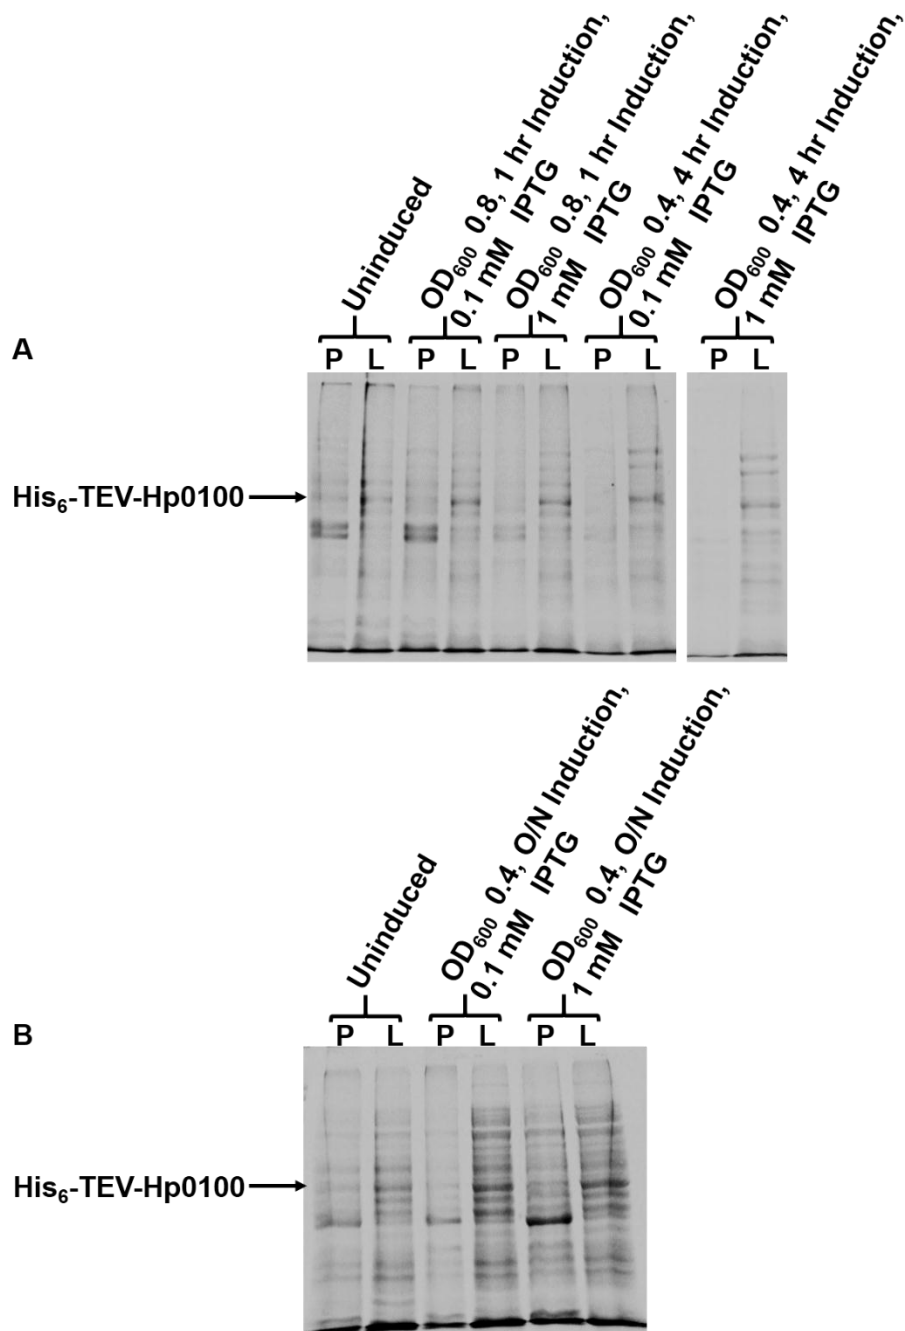 Uninduced
OD600 0.8, 1 hr Induction,
0.1 mM IPTG
OD600 0.8, 1 hr Induction,
1 mM IPTG
OD600 0.4, 4 hr Induction,
0.1 mM IPTG
OD600 0.4, 4 hr Induction,
1 mM IPTG
A
P L P L P L P L P L
His6-TEV-Hp0100
Uninduced
OD600 0.4, O/N Induction,
0.1 mM IPTG
OD600 0.4, O/N Induction,
1 mM IPTG
B
P L P L P L
His6-TEV-Hp0100